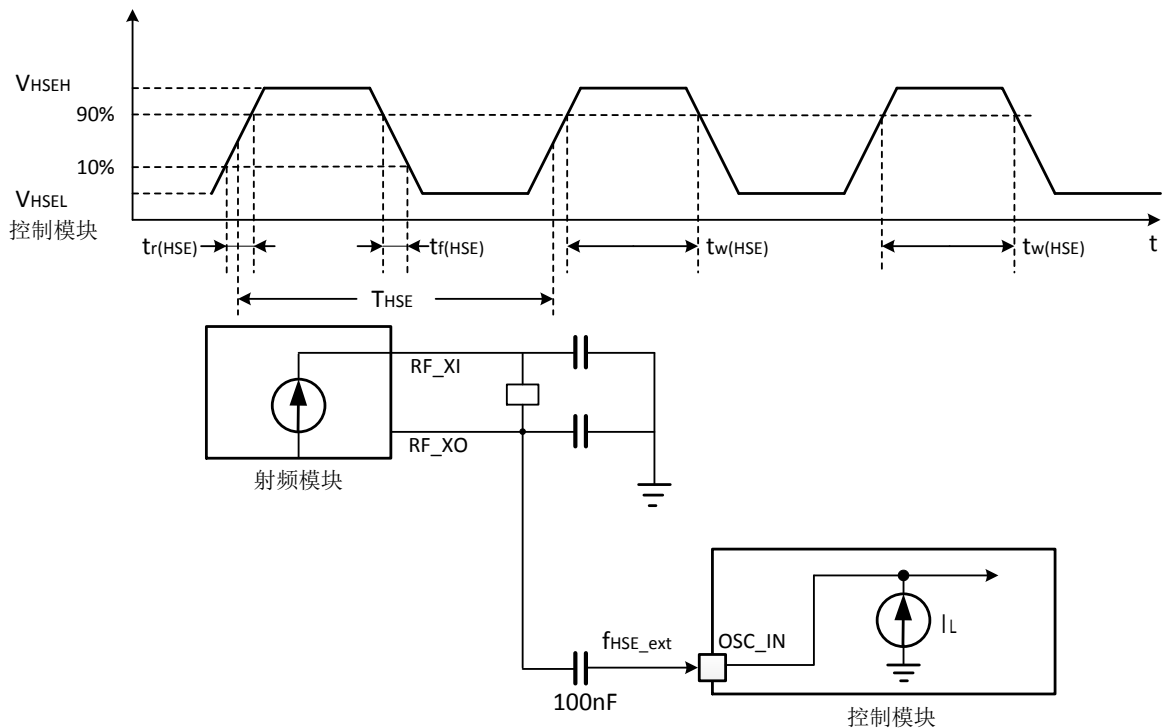 VHSEH
90%
10%
VHSEL
控制模块
tr(HSE)
tf(HSE)
tw(HSE)
tw(HSE)
t
THSE
RF_XI
RF_XO
射频模块
fHSE_ext
OSC_IN
IL
100nF
控制模块